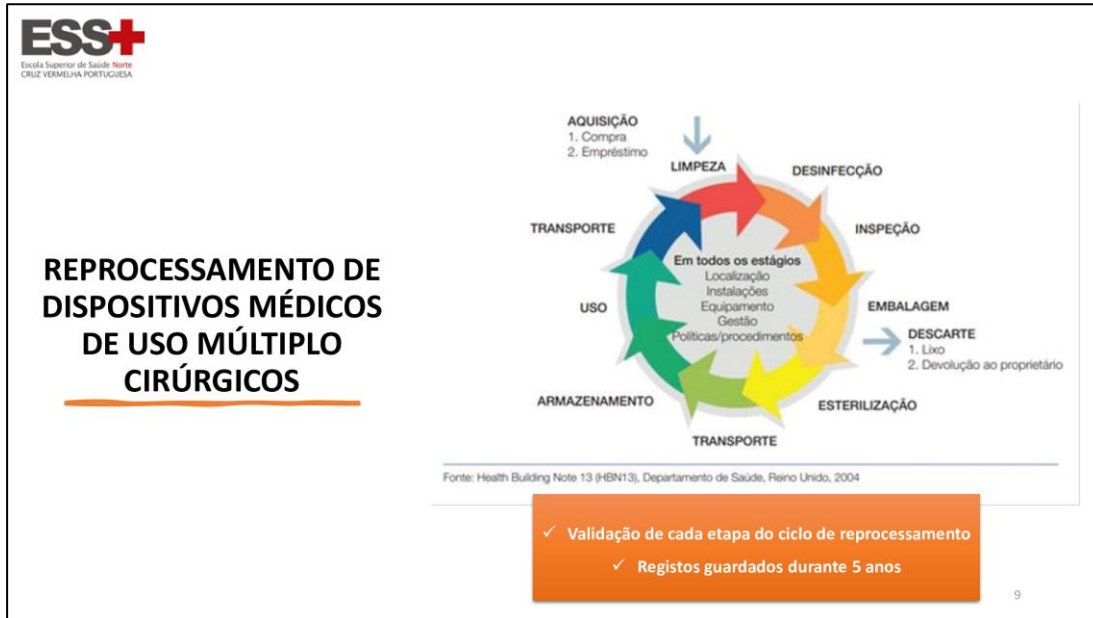 ESS+
Escola Superior de Saúde Norte
CRUZ VERMELHA PORTUGUESA
REPROCESSAMENTO DE
DISPOSITIVOS MÉDICOS
DE USO MÚLTIPLO
CIRÚRGICOS
AQUISIÇÃO
1. Compra
2. Empréstimo
LIMPEZA
DESINFECÇÃO
INSPEÇÃO
EMBALAGEM
DESCARTE
1. Lixo
2. Devolução ao proprietário
ESTERILIZAÇÃO
TRANSPORTE
ARMAZENAMENTO
USO
TRANSPORTE
Em todos os estágios
Localização
Instalações
Equipamento
Gestão
Políticas/procedimentos
Fonte: Health Building Note 13 (HBN13), Departamento de Saúde, Reino Unido, 2004
✓ Validação de cada etapa do ciclo de reprocessamento
✓ Registos guardados durante 5 anos
9